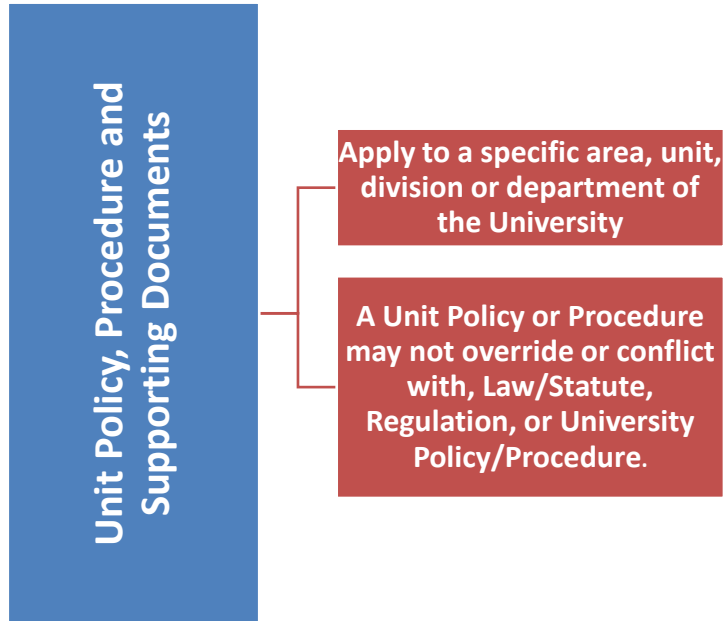 Unit Policy, Procedure and
Supporting Documents
Apply to a specific area, unit,
division or department of
the University
A Unit Policy or Procedure
may not override or conflict
with, Law/Statute,
Regulation, or University
Policy/Procedure.